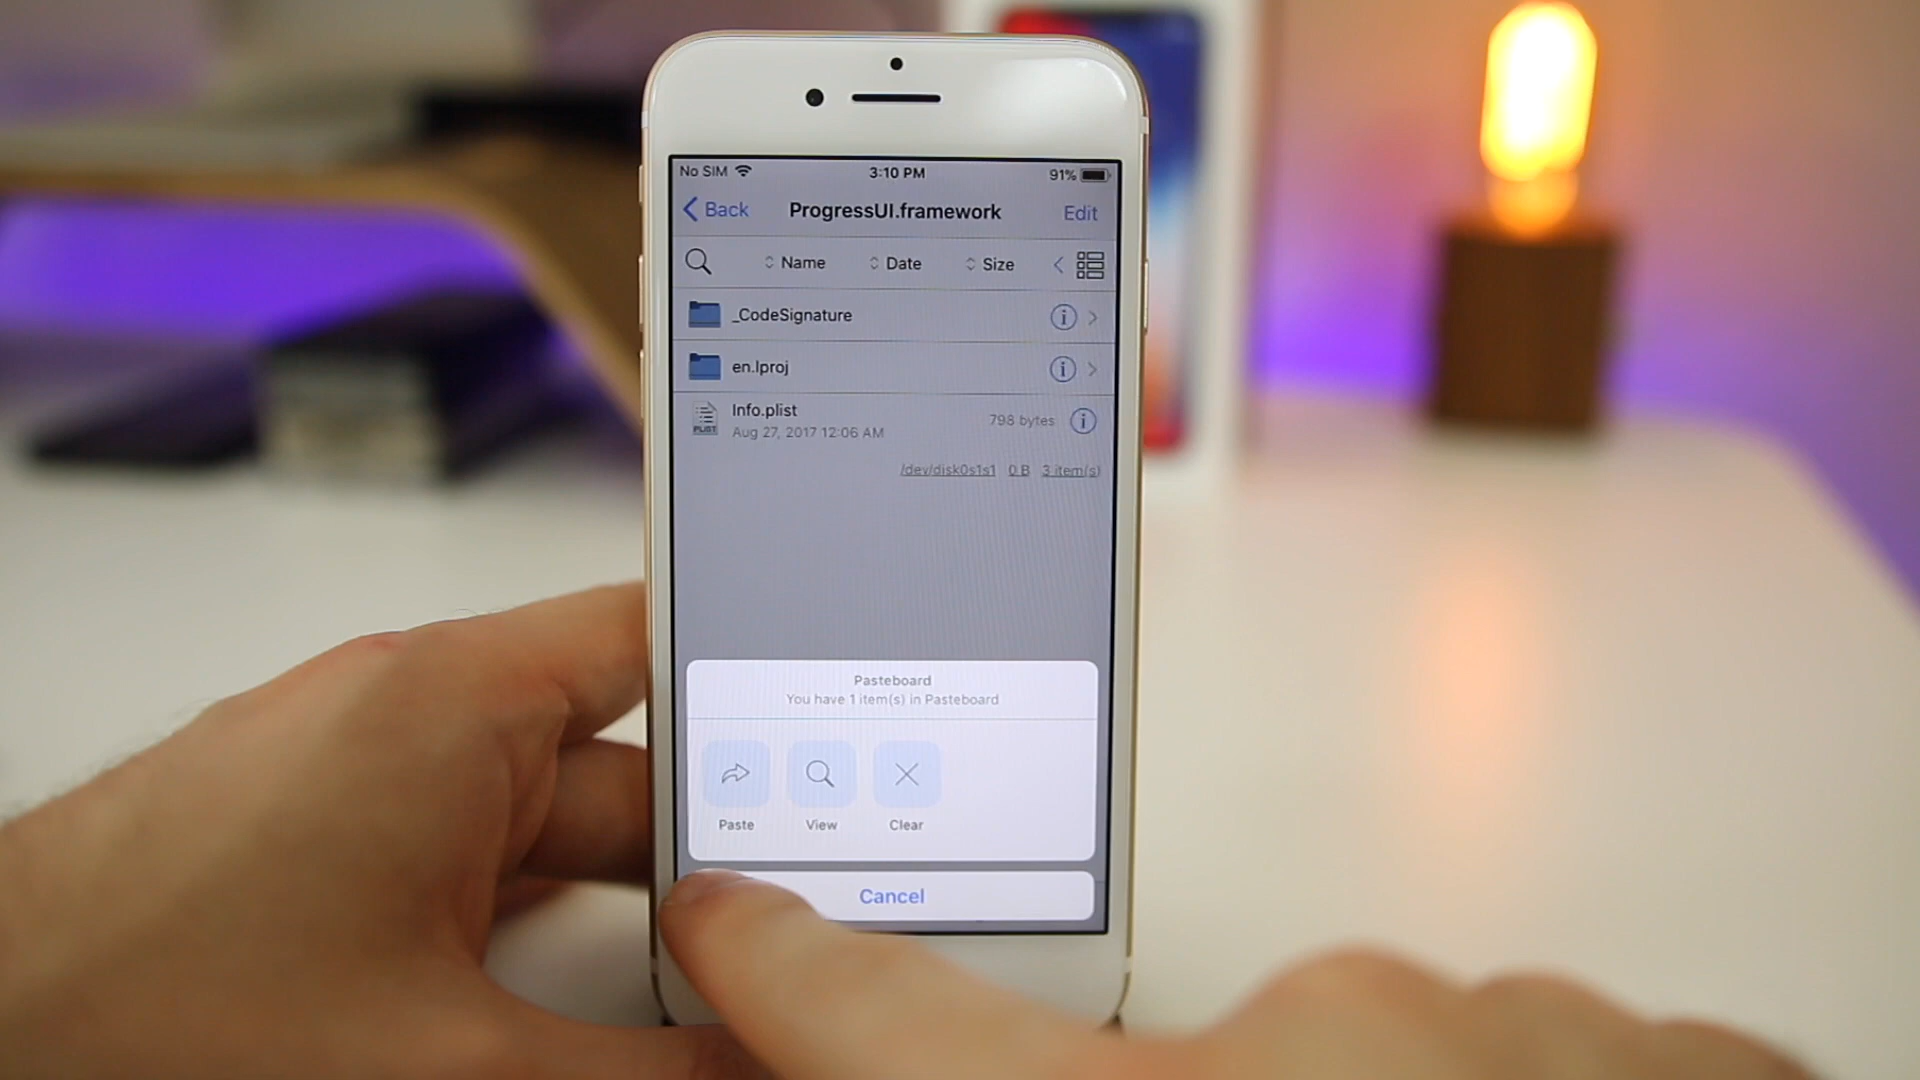 No SIM 3:10 PM 91%
Back ProgressUI.framework Edit
Name Date Size
_CodeSignature
en.lproj
Info.plist
Aug 27, 2017 12:06 AM 798 bytes
PLIST
/dev/disk0s1s1 0 B 3 item(s)
Pasteboard
You have 1 item(s) in Pasteboard
Paste View Clear
Cancel